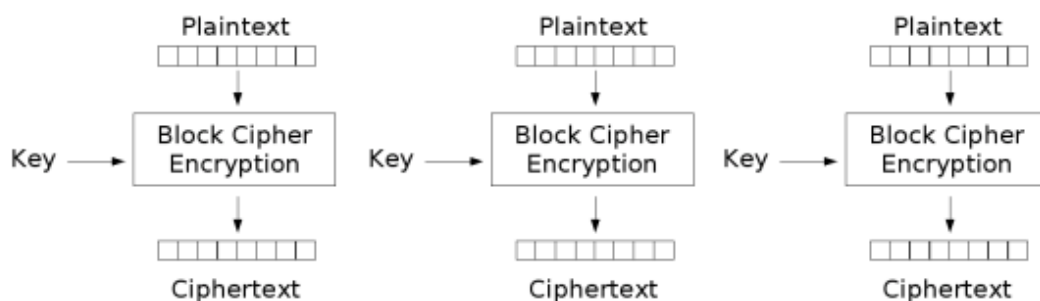 Plaintext Plaintext Plaintext
Key Block Cipher Encryption Key Block Cipher Encryption Key Block Cipher Encryption
Ciphertext Ciphertext Ciphertext